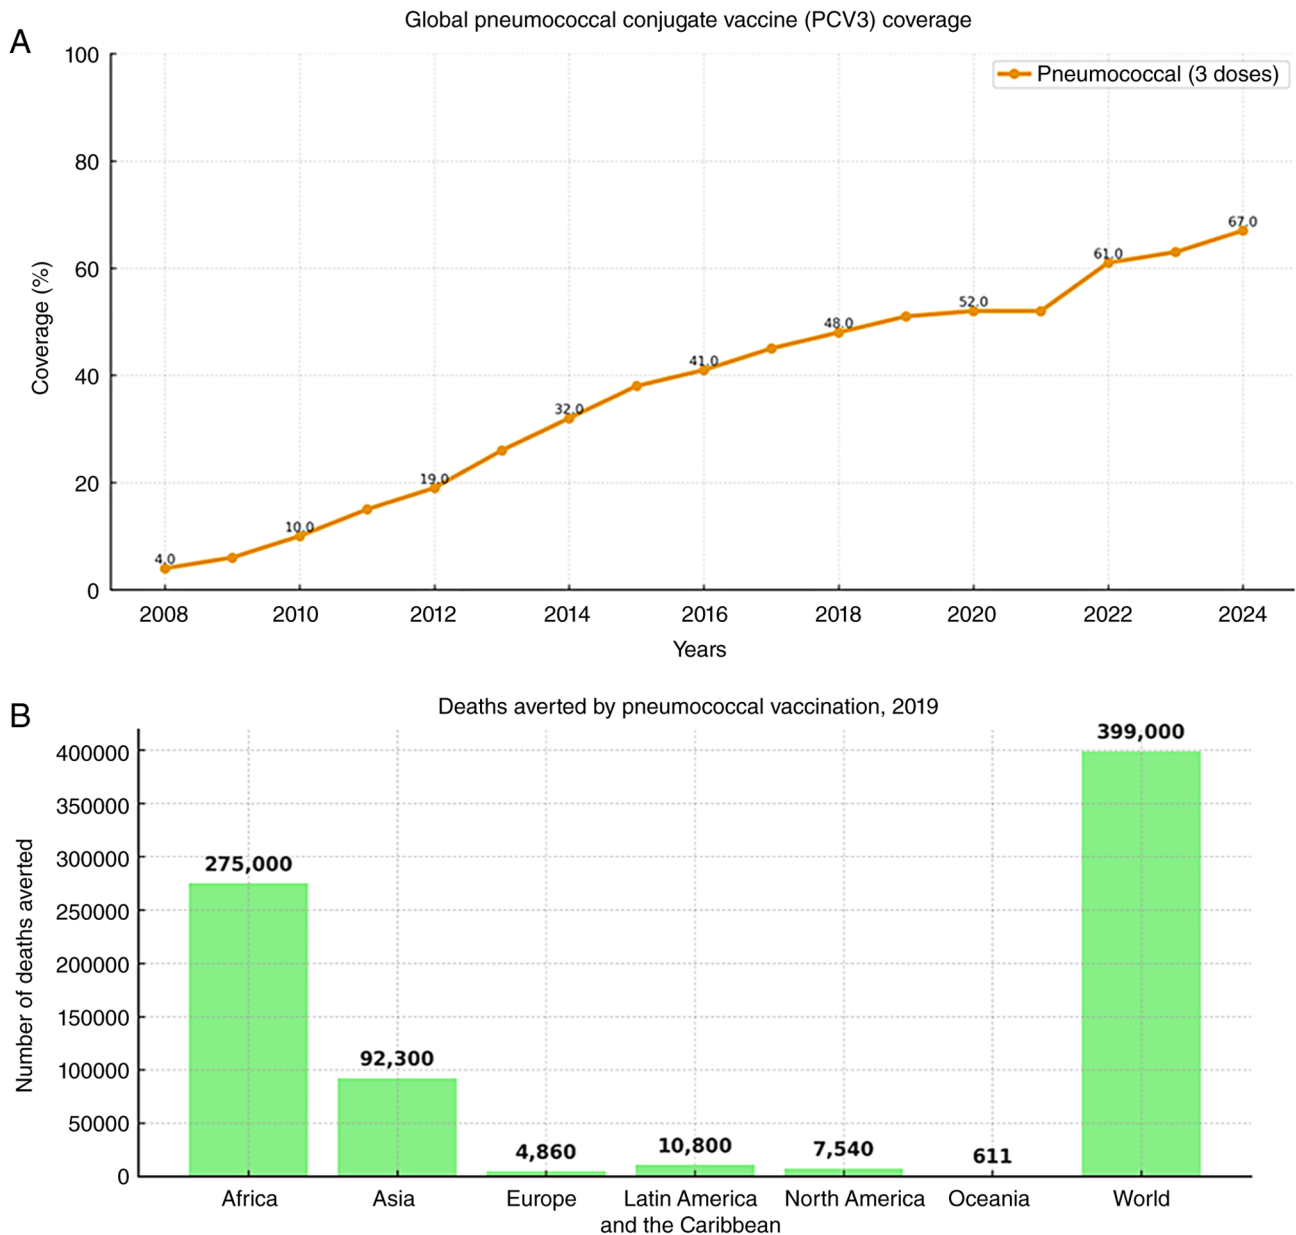 A
Global pneumococcal conjugate vaccine (PCV3) coverage
Pneumococcal (3 doses)
Coverage (%)
100
80
60
40
20
0
4.0
10.0
19.0
32.0
41.0
48.0
52.0
61.0
67.0
2008 2010 2012 2014 2016 2018 2020 2022 2024
Years
B
Deaths averted by pneumococcal vaccination, 2019
Number of deaths averted
400000
350000
300000
250000
200000
150000
100000
50000
0
275,000
92,300
4,860
10,800
7,540
611
399,000
Africa Asia Europe Latin America North America Oceania World
and the Caribbean